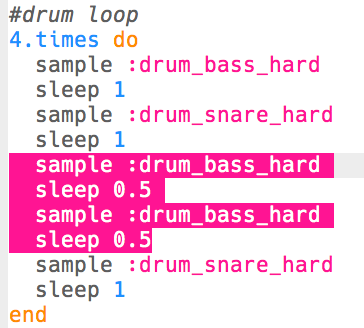 #drum loop
4.times do
  sample :drum_bass_hard
  sleep 1
  sample :drum_snare_hard
  sleep 1
  sample :drum_bass_hard
  sleep 0.5
  sample :drum_bass_hard
  sleep 0.5
  sample :drum_snare_hard
  sleep 1
end